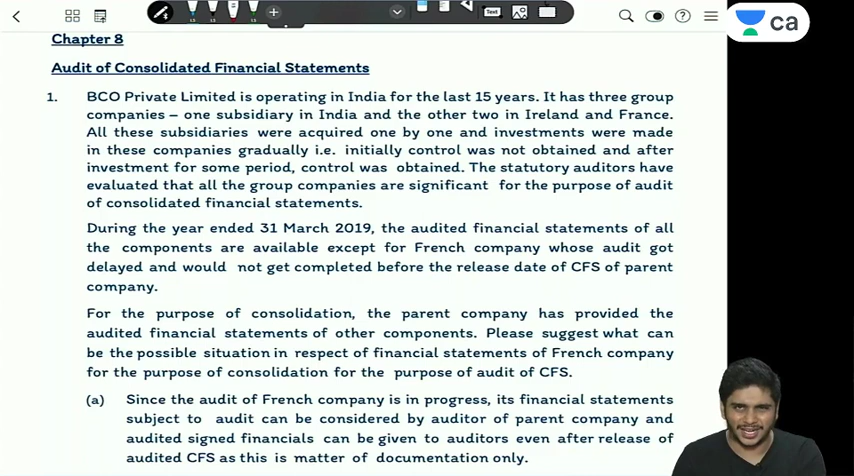 Text
ca
Chapter 8
Audit of Consolidated Financial Statements
1. BCO Private Limited is operating in India for the last 15 years. It has three group
companies – one subsidiary in India and the other two in Ireland and France.
All these subsidiaries were acquired one by one and investments were made
in these companies gradually i.e. initially control was not obtained and after
investment for some period, control was obtained. The statutory auditors have
evaluated that all the group companies are significant for the purpose of audit
of consolidated financial statements.
During the year ended 31 March 2019, the audited financial statements of all
the components are available except for French company whose audit got
delayed and would not get completed before the release date of CFS of parent
company.
For the purpose of consolidation, the parent company has provided the
audited financial statements of other components. Please suggest what can
be the possible situation in respect of financial statements of French company
for the purpose of consolidation for the purpose of audit of CFS.
(a) Since the audit of French company is in progress, its financial statements
subject to audit can be considered by auditor of parent company and
audited signed financials can be given to auditors even after release of
audited CFS as this is matter of documentation only.